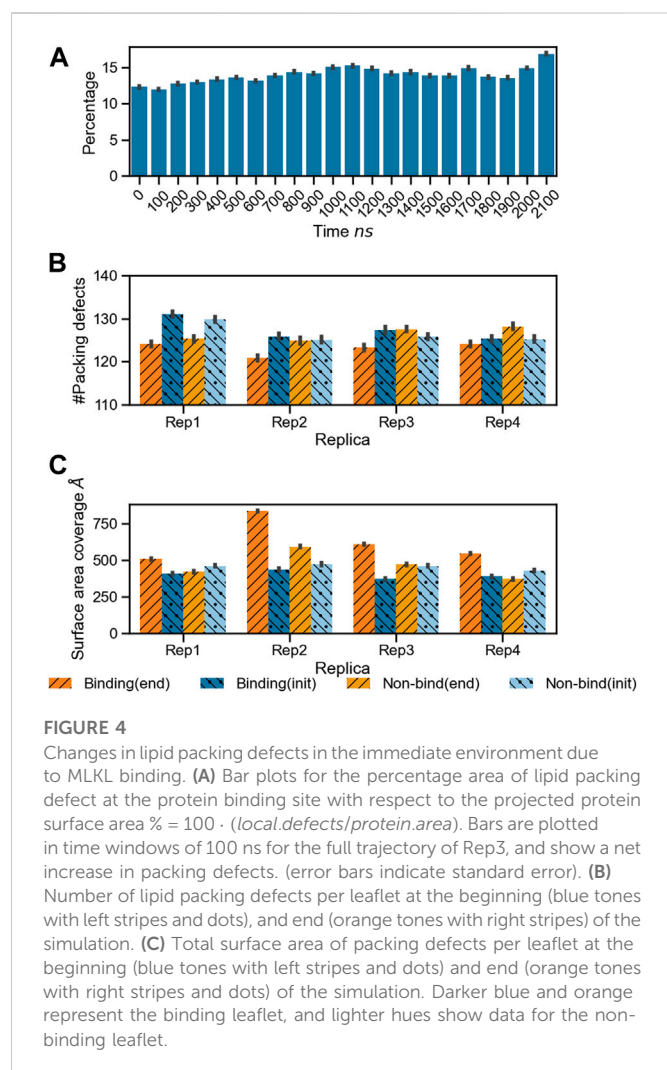 A
Percentage
15
10
5
0
0 100 200 300 400 500 600 700 800 900 1000 1100 1200 1300 1400 1500 1600 1700 1800 1900 2000 2100
Time ns
B
#Packing defects
140
130
120
110
Rep1 Rep2 Rep3 Rep4
Replica
C
Surface area coverage Å
750
500
250
0
Rep1 Rep2 Rep3 Rep4
Replica
Binding(end) Binding(init) Non-bind(end) Non-bind(init)
FIGURE 4
Changes in lipid packing defects in the immediate environment due
to MLKL binding. (A) Bar plots for the percentage area of lipid packing
defect at the protein binding site with respect to the projected protein
surface area % = 100 · (local.defects/protein.area). Bars are plotted
in time windows of 100 ns for the full trajectory of Rep3, and show a net
increase in packing defects. (error bars indicate standard error). (B)
Number of lipid packing defects per leaflet at the beginning (blue tones
with left stripes and dots), and end (orange tones with right stripes) of the
simulation. (C) Total surface area of packing defects per leaflet at the
beginning (blue tones with left stripes and dots) and end (orange tones
with right stripes and dots) of the simulation. Darker blue and orange
represent the binding leaflet, and lighter hues show data for the non-
binding leaflet.